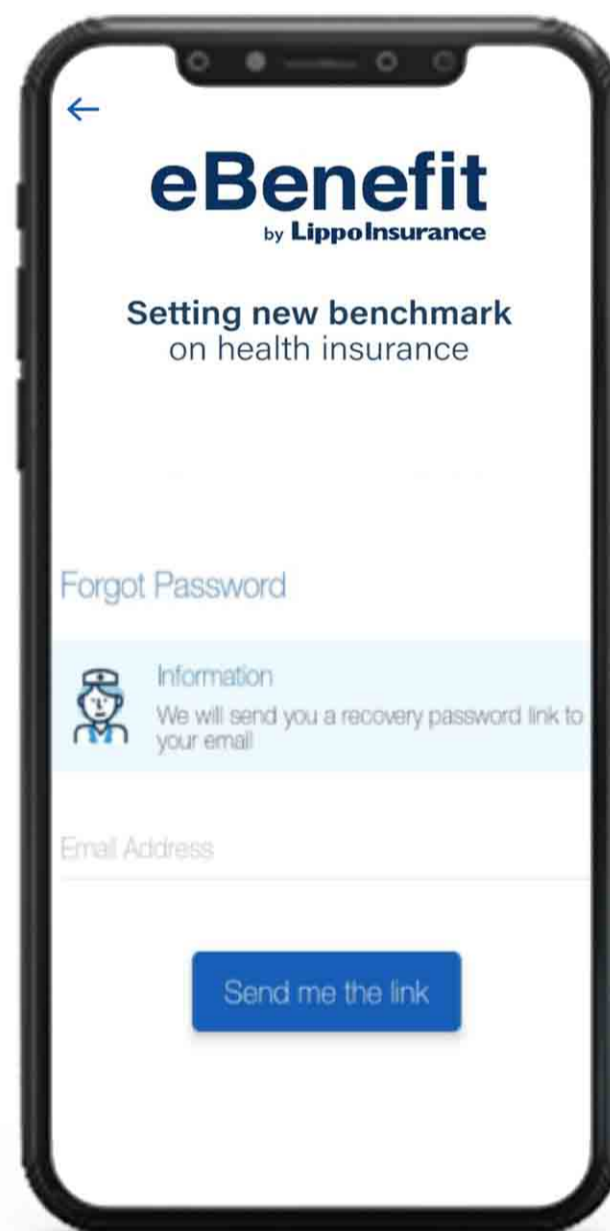 eBenefit
by LippoInsurance
Setting new benchmark
on health insurance
Forgot Password
Information
We will send you a recovery password link to
your email
Email Address
Send me the link